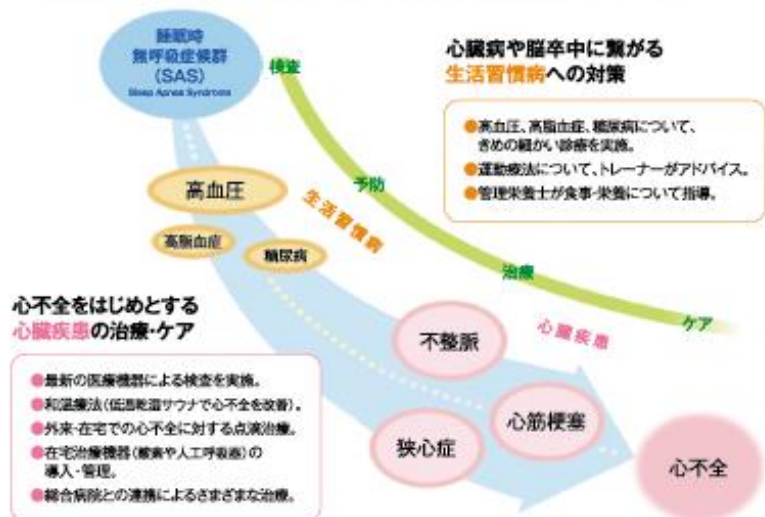 睡眠時
無呼吸症候群
(SAS)
Sleep Apnea Syndrome
検査
予防
治療
ケア
心臓病や脳卒中に繋がる
生活習慣病への対策
●高血圧、高脂血症、糖尿病について、
きめの細かい診療を実施。
●運動療法について、トレーナーがアドバイス。
●管理栄養士が食事・栄養について指導。
高血圧
高脂血症
糖尿病
生活習慣病
心不全をはじめとする
心臓疾患の治療・ケア
●最新の医療機器による検査を実施。
●和温療法(低温乾温サウナで心不全を改善)。
●外来・在宅での心不全に対する点滴治療。
●在宅治療機器(酸素や人工呼吸器)の
導入・管理。
●総合病院との連携によるさまざまな治療。
不整脈
心臓疾患
心筋梗塞
狭心症
心不全